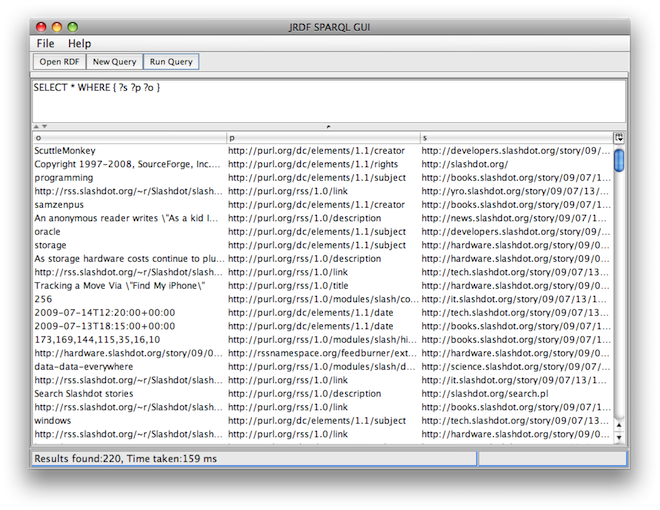 JRDF SPARQL GUI
File Help
Open RDF New Query Run Query
SELECT * WHERE { ?s ?p ?o }
o p s
ScuttleMonkey http://purl.org/dc/elements/1.1/creator http://developers.slashdot.org/story/09/...
Copyright 1997-2008, SourceForge, Inc.... http://purl.org/dc/elements/1.1/rights http://slashdot.org/
programming http://purl.org/dc/elements/1.1/subject http://books.slashdot.org/story/09/07/1...
http://rss.slashdot.org/~r/Slashdot/slash... http://purl.org/rss/1.0/link http://yro.slashdot.org/story/09/07/13/...
samzenpus http://purl.org/dc/elements/1.1/creator http://books.slashdot.org/story/09/07/1...
An anonymous reader writes \"As a kid I... http://purl.org/rss/1.0/description http://news.slashdot.org/story/09/07/1...
oracle http://purl.org/dc/elements/1.1/subject http://developers.slashdot.org/story/09/...
storage http://purl.org/dc/elements/1.1/subject http://hardware.slashdot.org/story/09/0...
As storage hardware costs continue to plu... http://purl.org/rss/1.0/description http://hardware.slashdot.org/story/09/0...
http://rss.slashdot.org/~r/Slashdot/slash... http://purl.org/rss/1.0/link http://tech.slashdot.org/story/09/07/13...
Tracking a Move Via \"Find My iPhone\" http://purl.org/rss/1.0/title http://hardware.slashdot.org/story/09/0...
256 http://purl.org/rss/1.0/modules/slash/co... http://it.slashdot.org/story/09/07/13/1...
2009-07-14T12:20:00+00:00 http://purl.org/dc/elements/1.1/date http://tech.slashdot.org/story/09/07/13...
2009-07-13T18:15:00+00:00 http://purl.org/dc/elements/1.1/date http://books.slashdot.org/story/09/07/1...
173,169,144,115,35,16,10 http://purl.org/rss/1.0/modules/slash/hi... http://books.slashdot.org/story/09/07/1...
http://hardware.slashdot.org/story/09/0... http://rssnamespace.org/feedburner/ext... http://hardware.slashdot.org/story/09/0...
data-data-everywhere http://purl.org/rss/1.0/modules/slash/d... http://science.slashdot.org/story/09/07...
http://rss.slashdot.org/~r/Slashdot/slash... http://purl.org/rss/1.0/link http://it.slashdot.org/story/09/07/13/1...
Search Slashdot stories http://purl.org/rss/1.0/description http://slashdot.org/search.pl
http://rss.slashdot.org/~r/Slashdot/slash... http://purl.org/rss/1.0/link http://books.slashdot.org/story/09/07/1...
windows http://purl.org/dc/elements/1.1/subject http://tech.slashdot.org/story/09/07/13...
http://rss.slashdot.org/~r/Slashdot/slash... http://purl.org/rss/1.0/link http://hardware.slashdot.org/story/09/0...
Results found:220, Time taken:159 ms